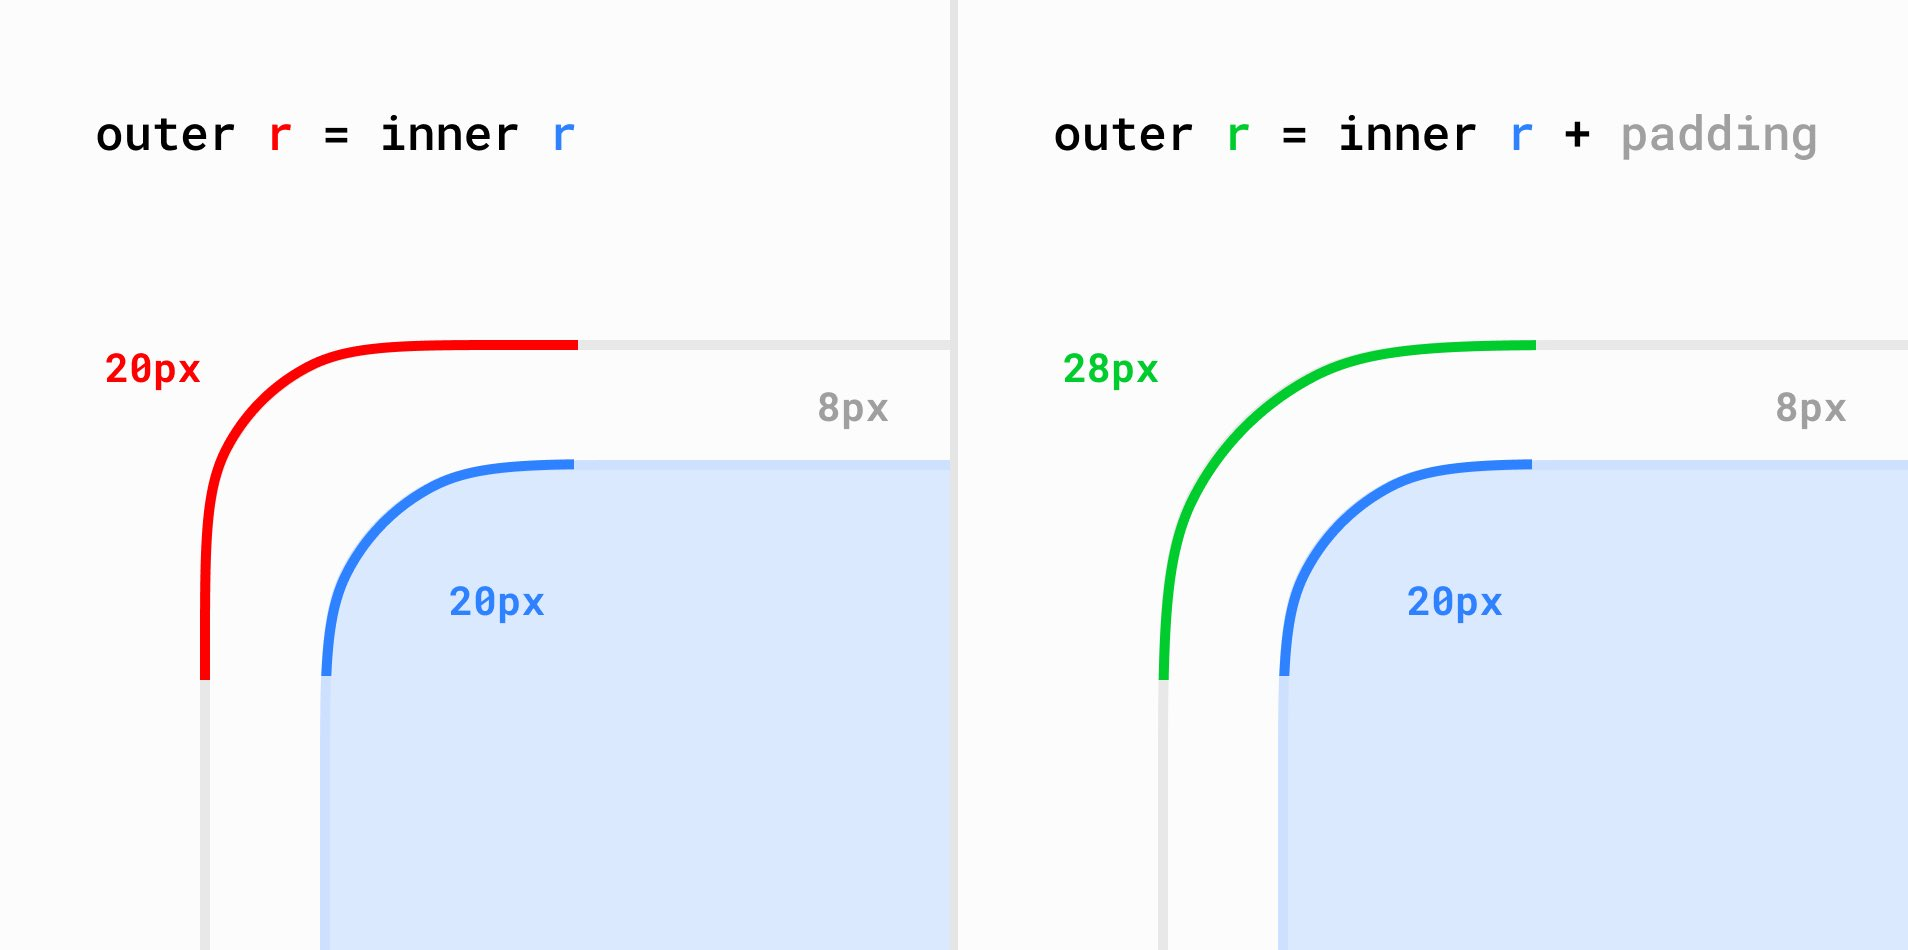 outer r = inner r
20px
8px
20px
outer r = inner r + padding
28px
8px
20px